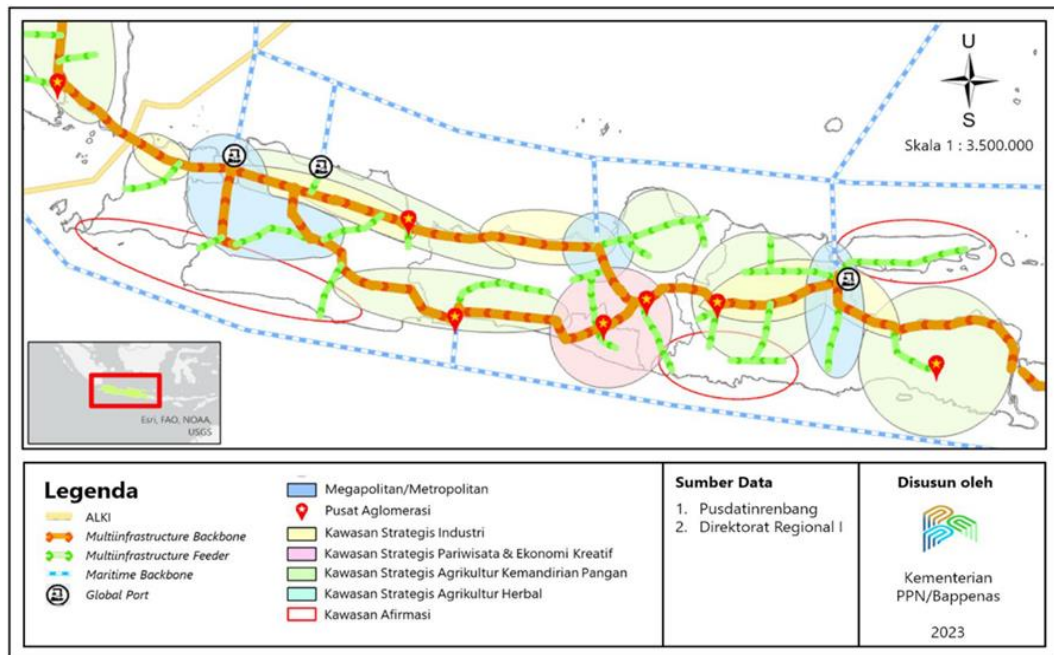 U
S
Skala 1 : 3.500.000
Esri, FAO, NOAA,
USGS
Legenda
ALKI
Multiinfrastructure Backbone
Multiinfrastructure Feeder
Maritime Backbone
Global Port
Megapolitan/Metropolitan
Pusat Aglomerasi
Kawasan Strategis Industri
Kawasan Strategis Pariwisata & Ekonomi Kreatif
Kawasan Strategis Agrikultur Kemandirian Pangan
Kawasan Strategis Agrikultur Herbal
Kawasan Afirmasi
Sumber Data
1. Pusdatinrenbang
2. Direktorat Regional I
Disusun oleh
Kementerian
PPN/Bappenas
2023